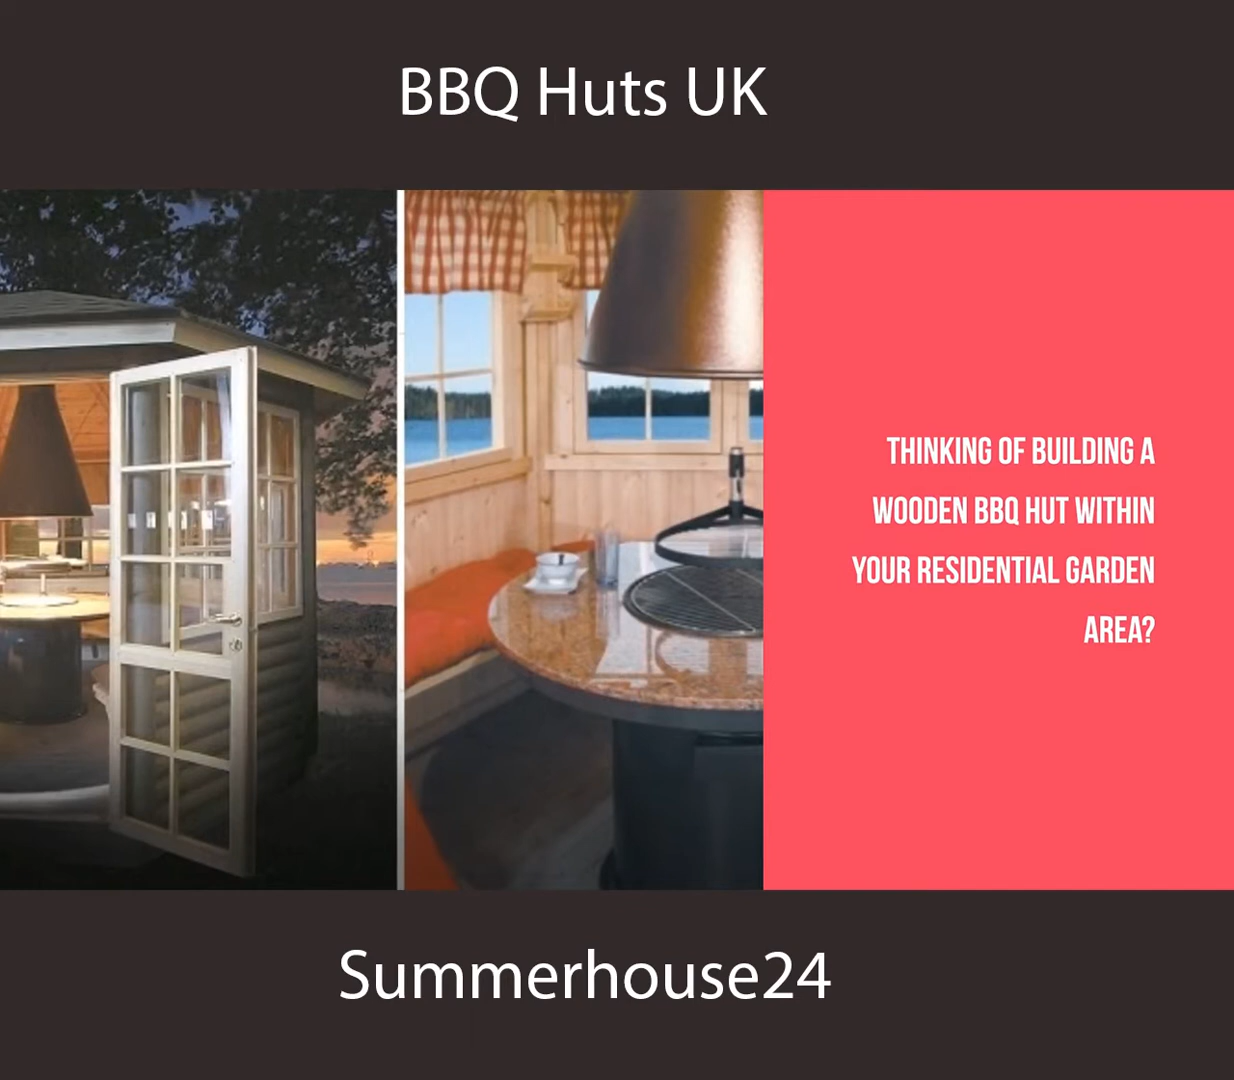 BBQ Huts UK
THINKING OF BUILDING A
WOODEN BBQ HUT WITHIN
YOUR RESIDENTIAL GARDEN
AREA?
Summerhouse24